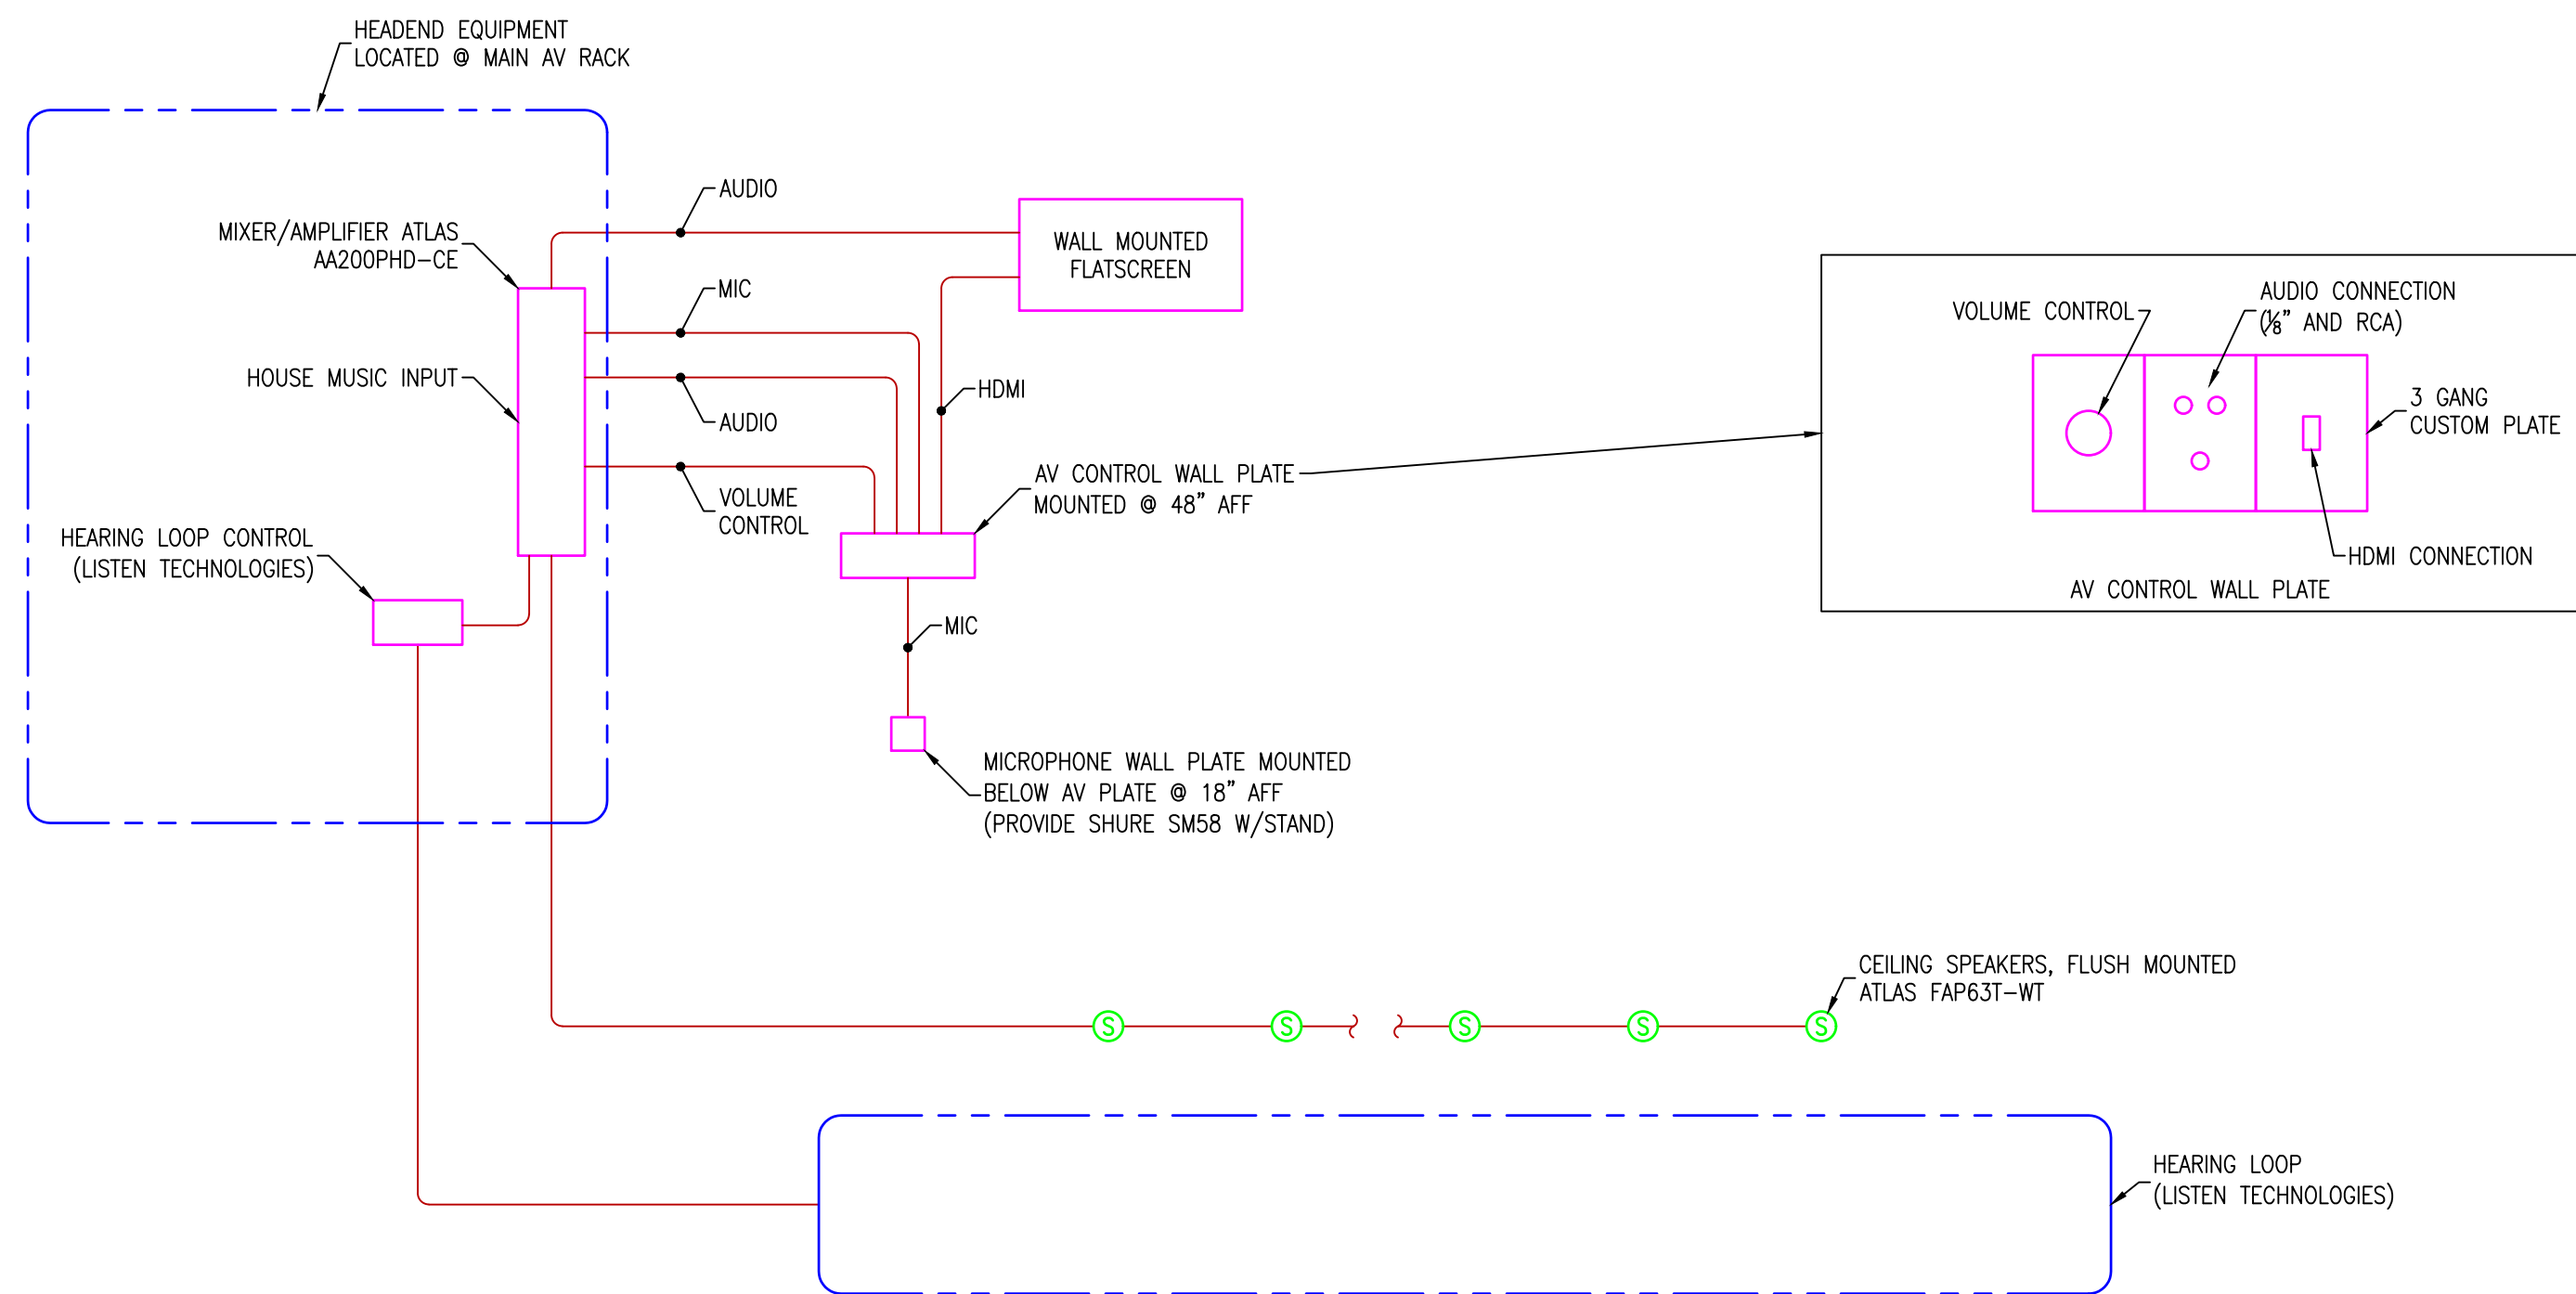 HEADEND EQUIPMENT
LOCATED @ MAIN AV RACK
AUDIO
MIXER/AMPLIFIER ATLAS
AA200PHD-CE
WALL MOUNTED
FLATSCREEN
MIC
HOUSE MUSIC INPUT
AUDIO
HDMI
VOLUME
CONTROL
AV CONTROL WALL PLATE
MOUNTED @ 48" AFF
HEARING LOOP CONTROL
(LISTEN TECHNOLOGIES)
MIC
MICROPHONE WALL PLATE MOUNTED
BELOW AV PLATE @ 18" AFF
(PROVIDE SHURE SM58 W/STAND)
VOLUME CONTROL
AUDIO CONNECTION
(⅛" AND RCA)
3 GANG
CUSTOM PLATE
HDMI CONNECTION
AV CONTROL WALL PLATE
CEILING SPEAKERS, FLUSH MOUNTED
ATLAS FAP63T-WT
S S S S S
HEARING LOOP
(LISTEN TECHNOLOGIES)